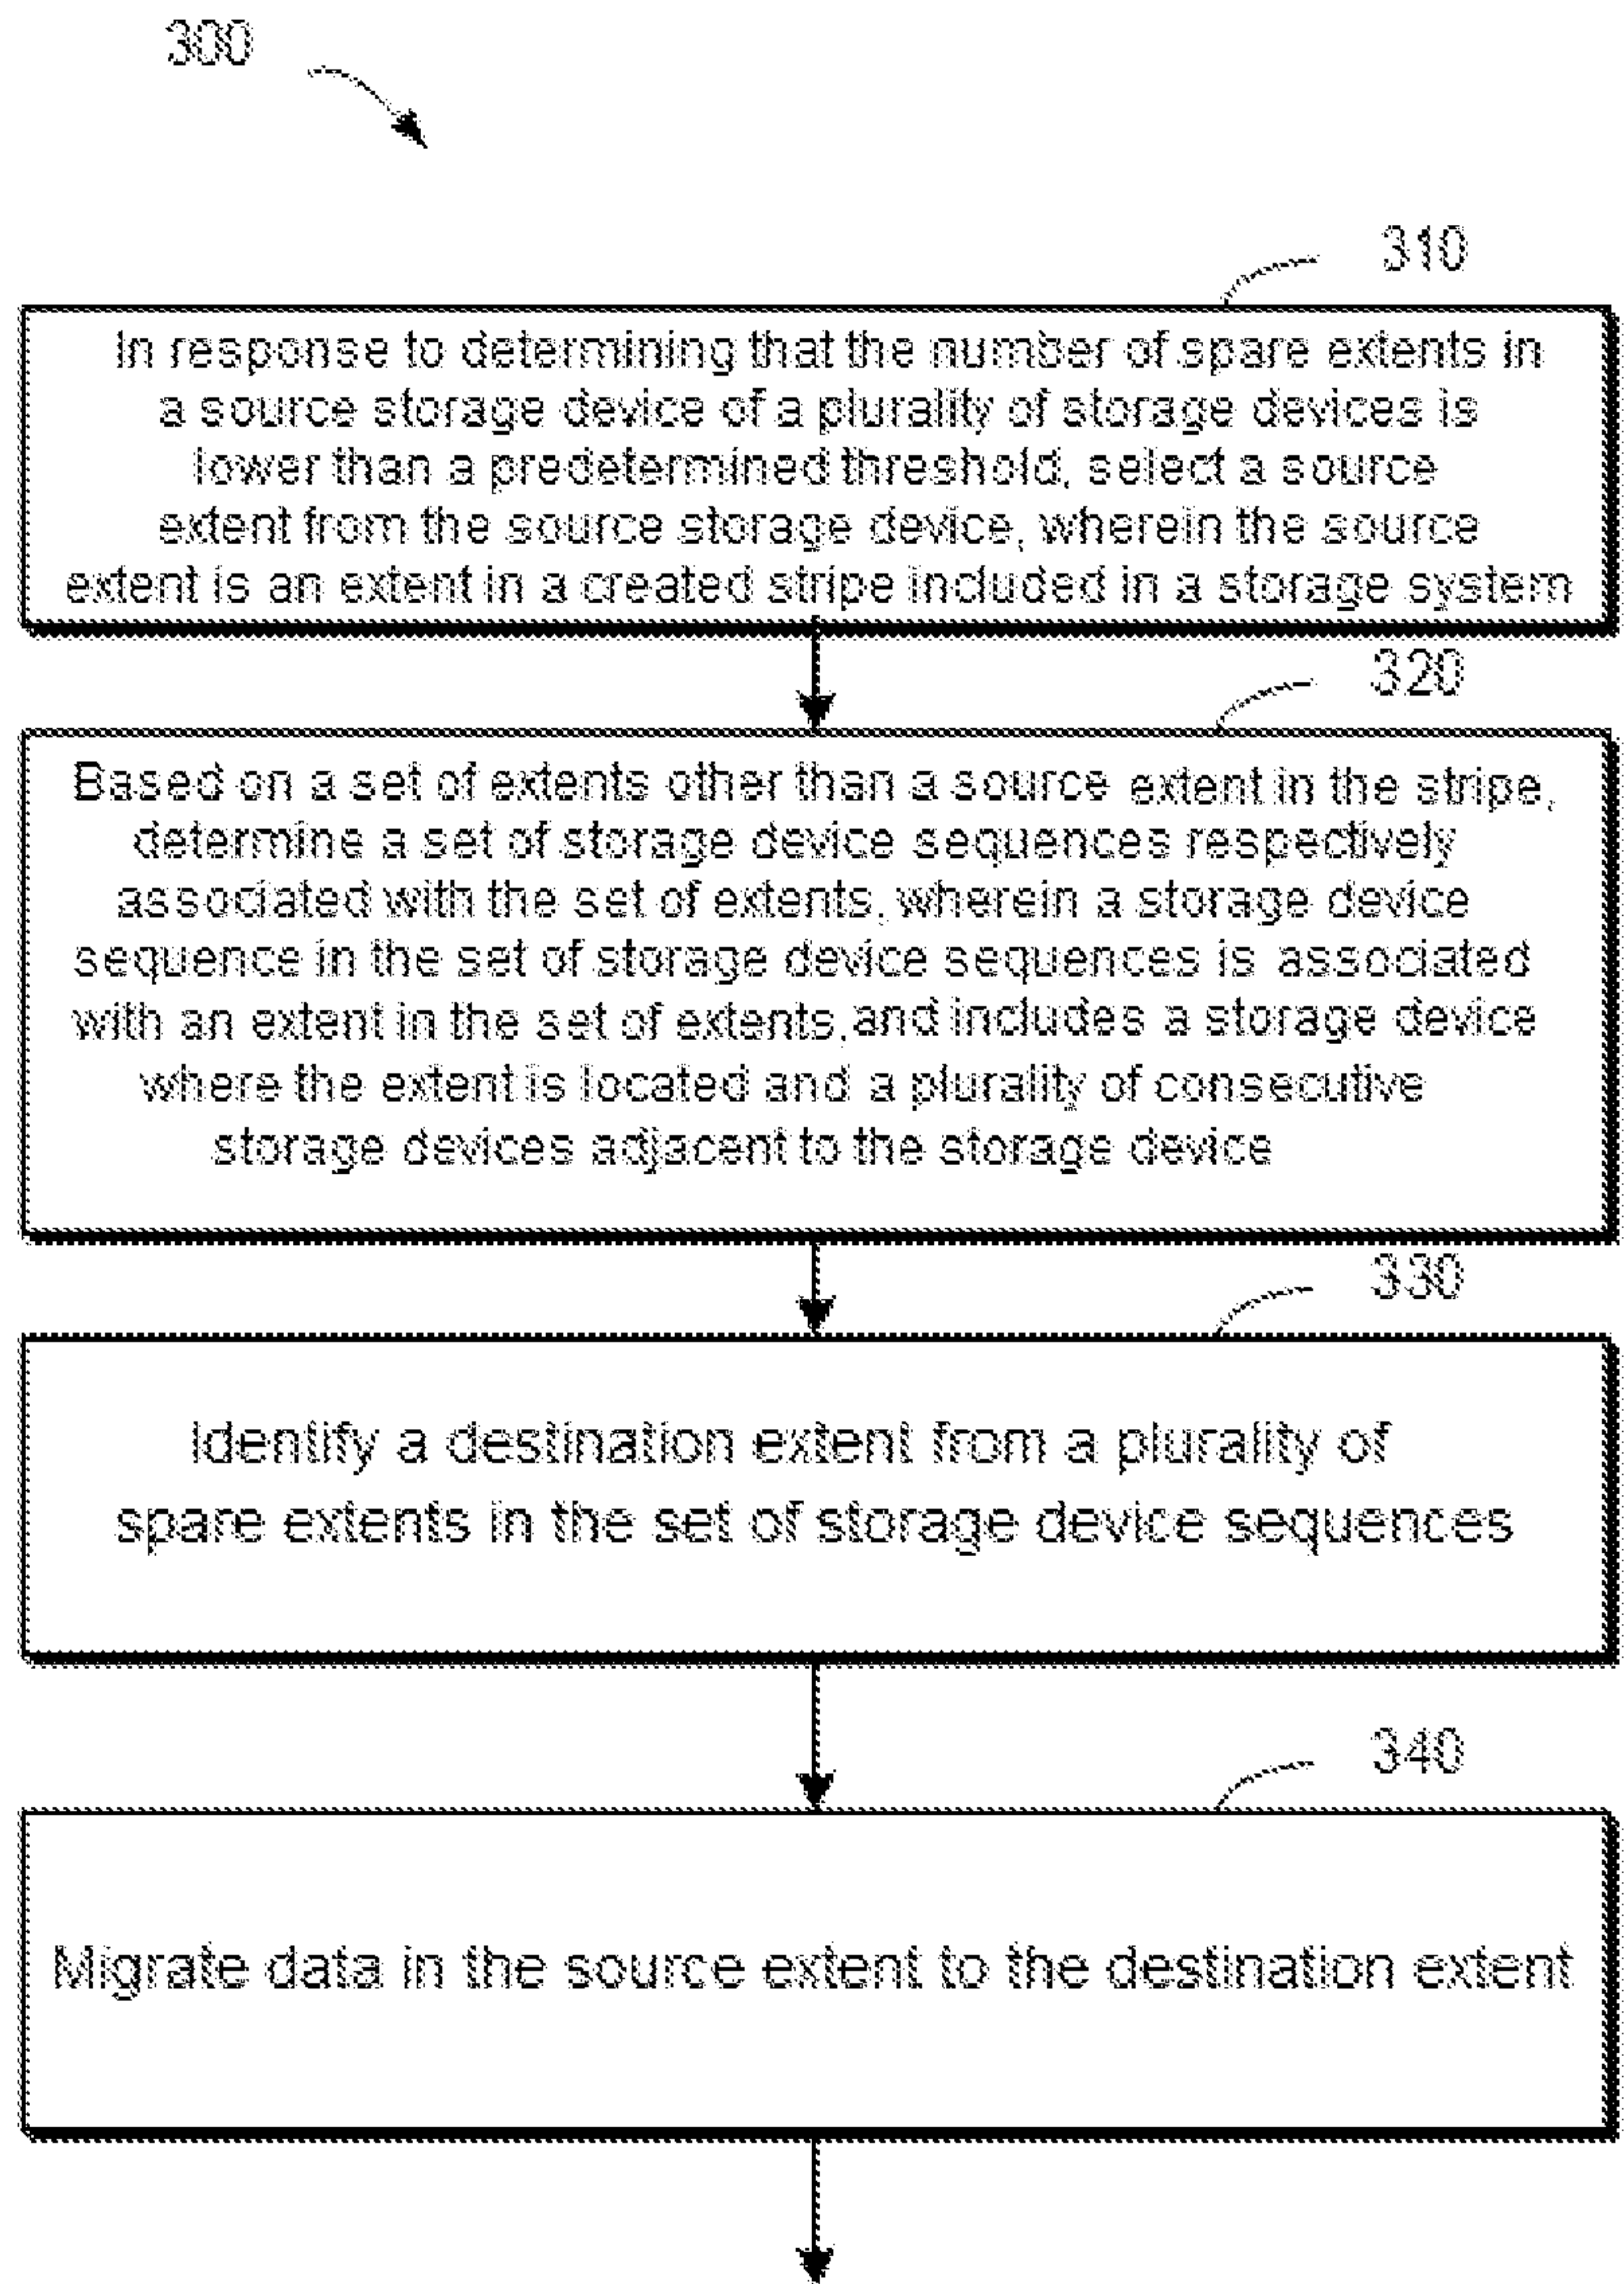 300
310
In response to determining that the number of spare extents in
a source storage device of a plurality of storage devices is
lower than a predetermined threshold, select a source
extent from the source storage device, wherein the source
extent is an extent in a created stripe included in a storage system
320
Based on a set of extents other than a source extent in the stripe,
determine a set of storage device sequences respectively
associated with the set of extents, wherein a storage device
sequence in the set of storage device sequences is associated
with an extent in the set of extents, and includes a storage device
where the extent is located and a plurality of consecutive
storage devices adjacent to the storage device
330
Identify a destination extent from a plurality of
spare extents in the set of storage device sequences
340
Migrate data in the source extent to the destination extent